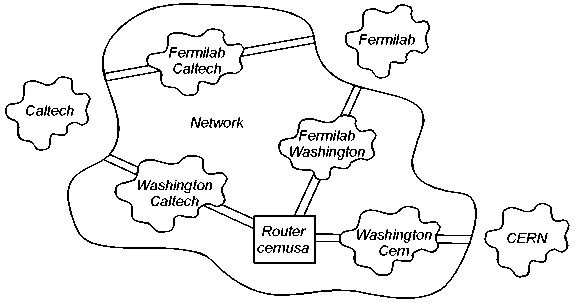 Fermilab
Caltech
Fermilab
Caltech
Network
Fermilab
Washington
Washington
Caltech
Router
cernusa
Washington
Cern
CERN